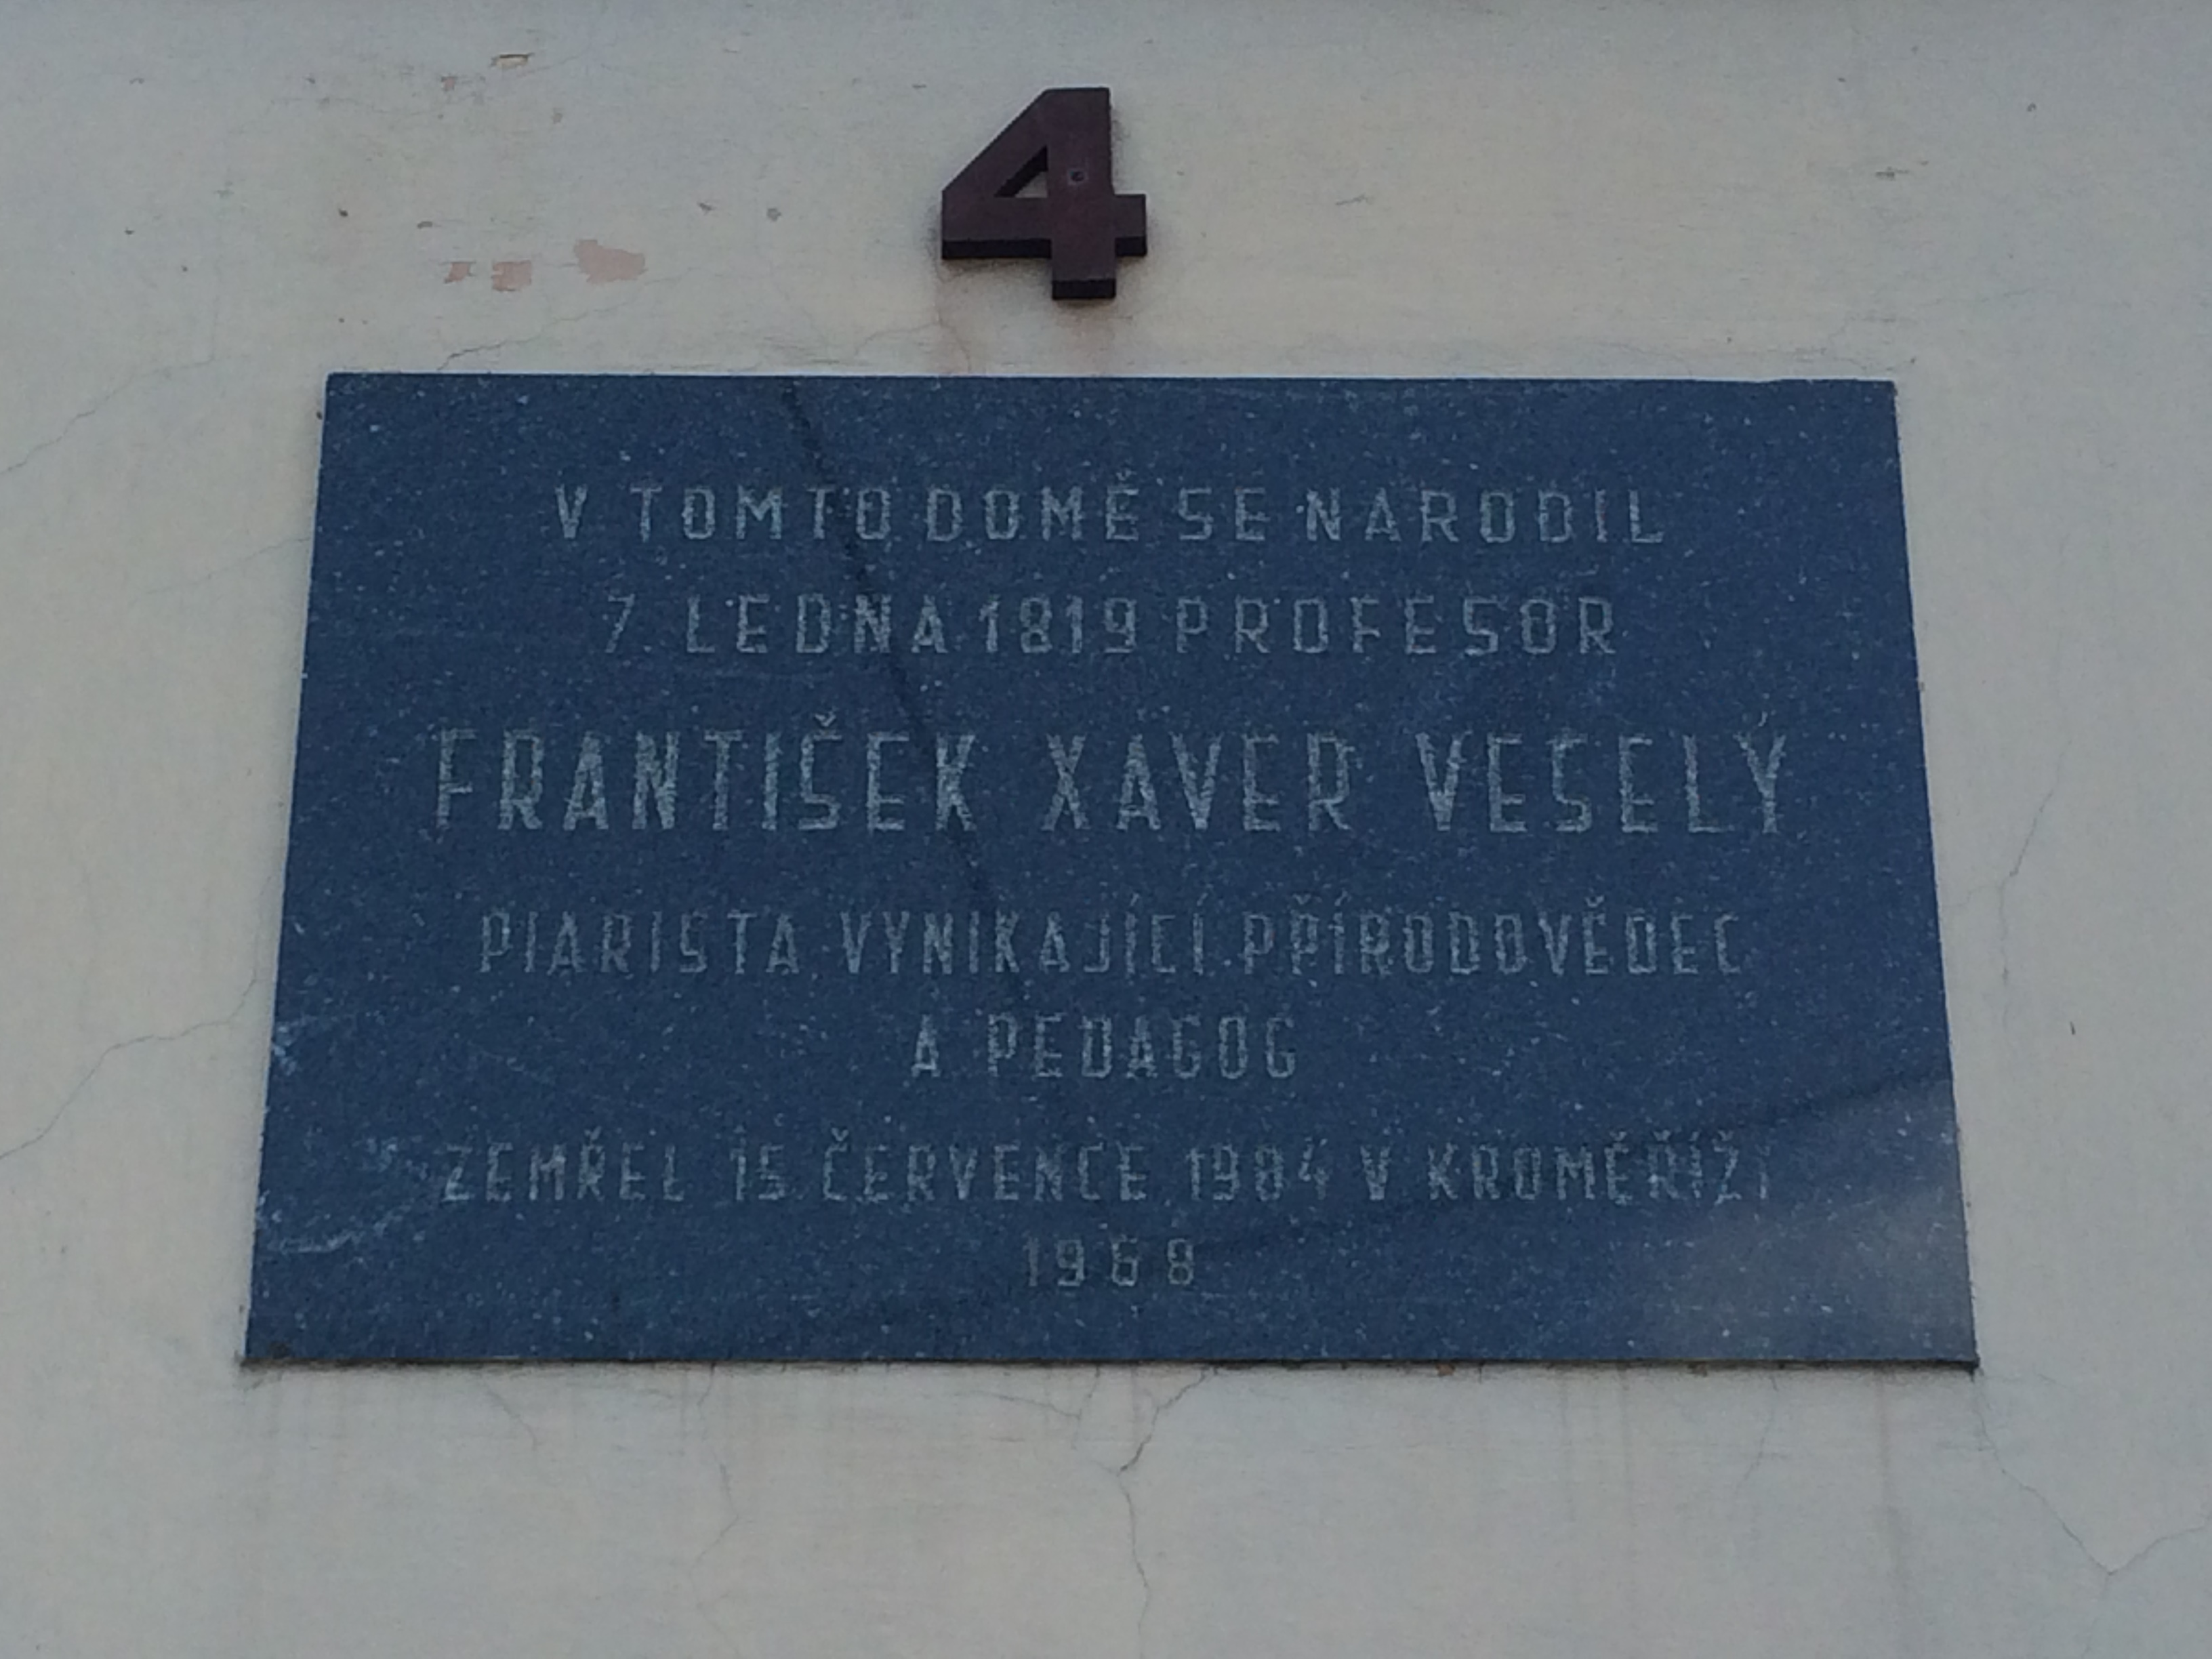 4
V TOMTO DOMĚ SE NARODIL
7. LEDNA 1819 PROFESOR
FRANTIŠEK XAVER VESELÝ
PIARISTA VYNIKAJÍCÍ PŘÍRODOVĚDEC
A PEDAGOG
ZEMŘEL 15 ČERVENCE 1984 V KROMĚŘÍŽI
1968